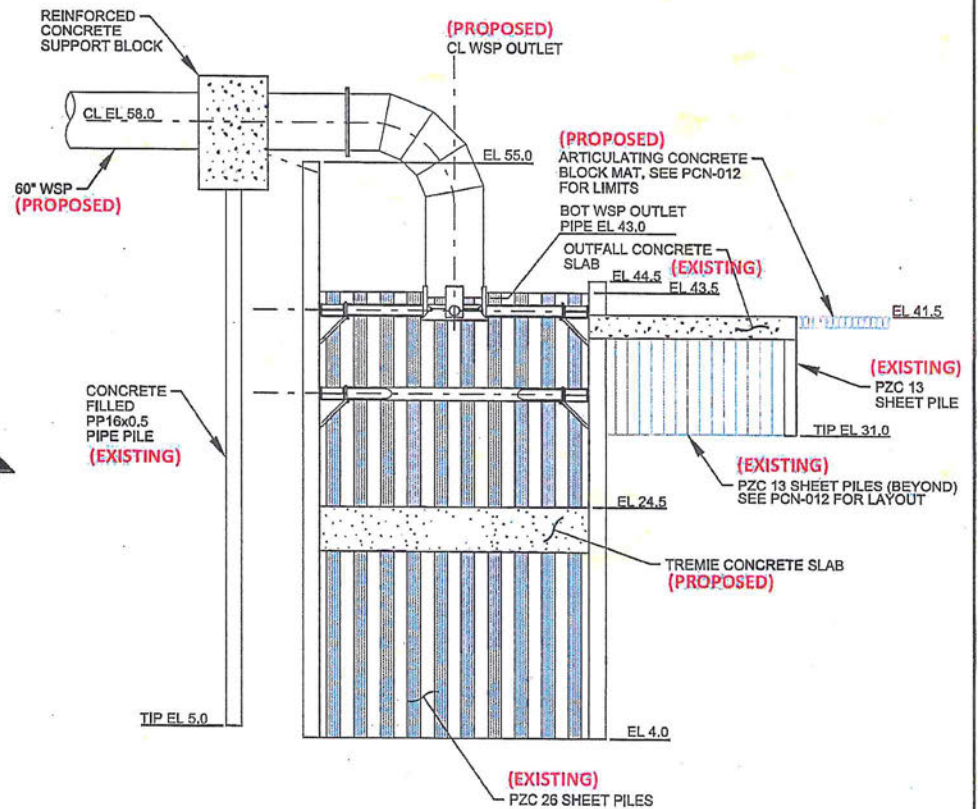 REINFORCED
CONCRETE
SUPPORT BLOCK
(PROPOSED)
CL WSP OUTLET
CL EL 58.0
60" WSP
(PROPOSED)
EL 55.0
(PROPOSED)
ARTICULATING CONCRETE
BLOCK MAT, SEE PCN-012
FOR LIMITS
BOT WSP OUTLET
PIPE EL 43.0
OUTFALL CONCRETE
SLAB
(EXISTING)
EL 44.5
EL 43.5
EL 41.5
(EXISTING)
PZC 13
SHEET PILE
TIP EL 31.0
CONCRETE
FILLED
PP16x0.5
PIPE PILE
(EXISTING)
(EXISTING)
PZC 13 SHEET PILES (BEYOND)
SEE PCN-012 FOR LAYOUT
EL 24.5
TREMIE CONCRETE SLAB
(PROPOSED)
TIP EL 5.0
EL 4.0
(EXISTING)
PZC 26 SHEET PILES